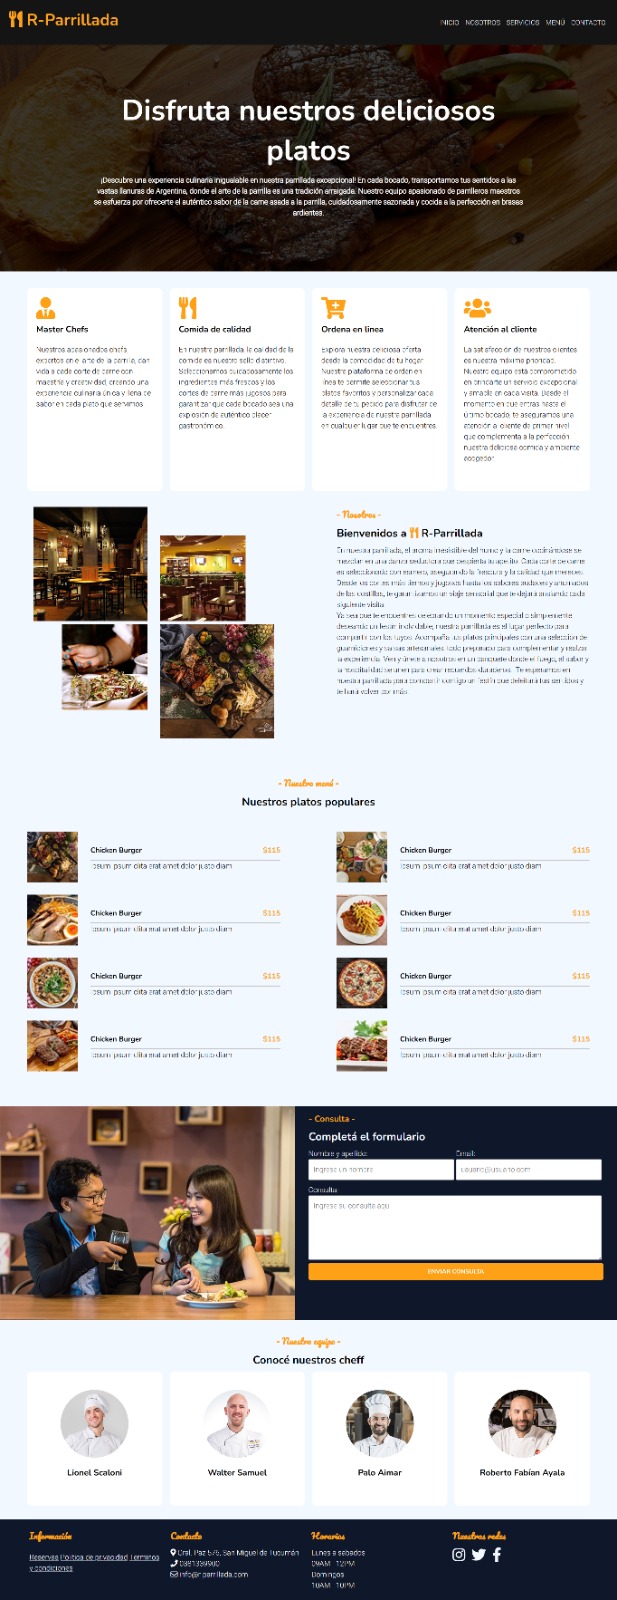 R-Parrillada
INICIO NOSOTROS SERVICIOS MENÚ CONTACTO
Disfruta nuestros deliciosos
platos
¡Descubre una experiencia culinaria inigualable en nuestra parrillada excepcional! En cada bocado, transportamos tus sentidos a las
vastas llanuras de Argentina, donde el arte de la parrilla es una tradición arraigada. Nuestro equipo apasionado de parrilleros maestros
se esfuerza por ofrecerte el auténtico sabor de la carne asada a la parrilla, cuidadosamente sazonada y cocida a la perfección en brasas
ardientes.
Master Chefs
Nuestros apasionados chefs,
expertos en el arte de la parrilla, dan
vida a cada corte de carne con
maestría y creatividad, creando una
experiencia culinaria única y llena de
sabor en cada plato que servimos.
Comida de calidad
En nuestra parrillada, la calidad de la
comida es nuestro sello distintivo.
Seleccionamos cuidadosamente los
ingredientes más frescos y los
cortes de carne más jugosos para
garantizar que cada bocado sea una
explosión de auténtico placer
gastronómico.
Ordena en linea
Explora nuestra deliciosa oferta
desde la comodidad de tu hogar.
Nuestra plataforma de orden en
línea te permite seleccionar tus
platos favoritos y personalizar cada
detalle de tu pedido para disfrutar de
la experiencia de nuestra parrillada
en cualquier lugar que te encuentres.
Atención al cliente
La satisfacción de nuestros clientes
es nuestra máxima prioridad.
Nuestro equipo está comprometido
en brindarte un servicio excepcional
y amable en cada visita. Desde el
momento en que entras hasta el
último bocado, te aseguramos una
atención al cliente de primer nivel
que complementa a la perfección
nuestra deliciosa comida y ambiente
acogedor.
- Nosotros -
Bienvenidos a R-Parrillada
En nuestra parrillada, el aroma irresistible del humo y la carne cocinándose se
mezclan en una danza seductora que despierta tu apetito. Cada corte de carne
es seleccionado con esmero, asegurando la frescura y la calidad que mereces.
Desde los cortes más tiernos y jugosos hasta los sabores audaces y ahumados
de las costillas, te garantizamos un viaje sensorial que te dejará ansiando cada
siguiente visita.
Ya sea que te encuentres celebrando un momento especial o simplemente
deseando un festín inolvidable, nuestra parrillada es el lugar perfecto para
compartir con los tuyos. Acompaña tus platos principales con una selección de
guarniciones y salsas artesanales, todo preparado para complementar y realzar
la experiencia. Ven y únete a nosotros en un banquete donde el fuego, el sabor y
la hospitalidad se unen para crear recuerdos duraderos. Te esperamos en
nuestra parrillada para compartir contigo un festín que deleitará tus sentidos y
te hará volver por más.
- Nuestro menú -
Nuestros platos populares
Chicken Burger $115
Ipsum ipsum clita erat amet dolor justo diam
Chicken Burger $115
Ipsum ipsum clita erat amet dolor justo diam
Chicken Burger $115
Ipsum ipsum clita erat amet dolor justo diam
Chicken Burger $115
Ipsum ipsum clita erat amet dolor justo diam
Chicken Burger $115
Ipsum ipsum clita erat amet dolor justo diam
Chicken Burger $115
Ipsum ipsum clita erat amet dolor justo diam
Chicken Burger $115
Ipsum ipsum clita erat amet dolor justo diam
Chicken Burger $115
Ipsum ipsum clita erat amet dolor justo diam
- Consulta -
Completá el formulario
Nombre y apellido: Email:
Ingrese un nombre usuario@usuario.com
Consulta:
Ingrese su consulta aquí
ENVIAR CONSULTA
- Nuestro equipo -
Conocé nuestros cheff
Lionel Scaloni
Walter Samuel
Palo Aimar
Roberto Fabían Ayala
Información
Reservas Politica de privacidad Terminos
y condiciones
Contacto
Cral. Paz 576, San Miguel de Tucumán
0381339900
info@rparrillada.com
Horarios
Lunes a sabados
09AM - 12PM
Domingos
10AM - 10PM
Nuestras redes